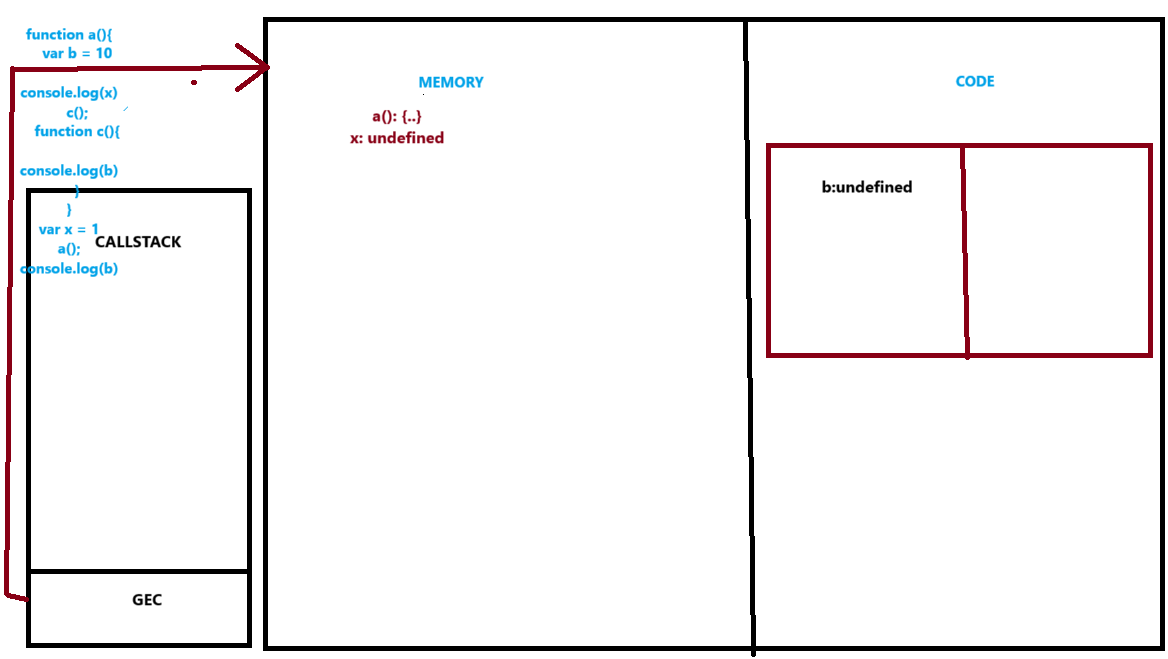 function a(){
var b = 10
console.log(x)
c();
function c(){
console.log(b)
}
}
var x = 1
a();
console.log(b)
CALLSTACK
GEC
MEMORY
a(): {..}
x: undefined
CODE
b:undefined